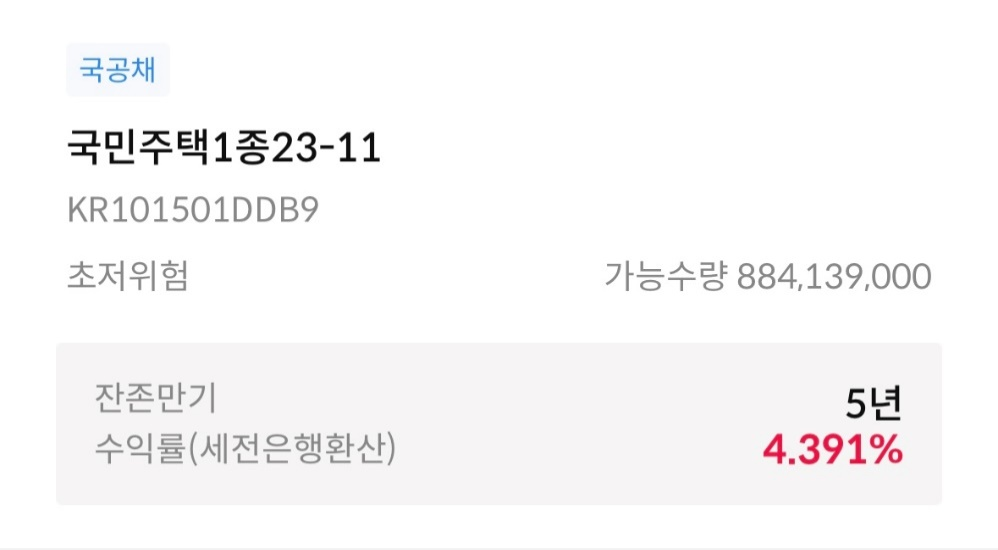 국공채
국민주택1종23-11
KR101501DDB9
초저위험 가능수량 884,139,000
잔존만기 5년
수익률(세전은행환산) 4.391%